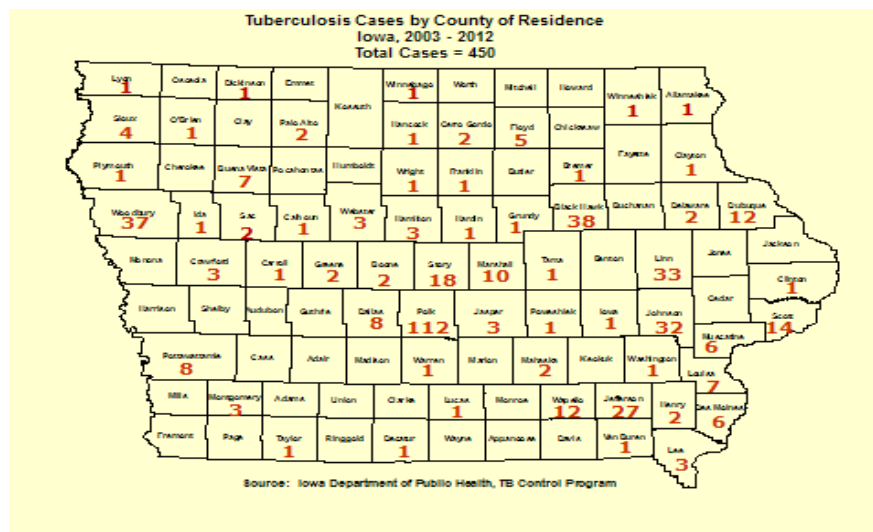 Tuberculosis Cases by County of Residence
Iowa, 2003 - 2012
Total Cases = 450
Lyon Osceola Dickinson Emmet Winnebago Worth Mitchell Howard Winneshiek Allamakee
1 1 1 1 1
Kossuth
Sioux O'Brien Clay Palo Alto Hancock Cerro Gordo Floyd Chickasaw
4 1 2 1 2 5
Fayette Clayton
1
Plymouth Cherokee Buena Vista Pocahontas Humboldt Wright Franklin Butler Bremer
1 7 1 1 1
Woodbury Ida Sac Calhoun Webster Hamilton Hardin Grundy Black Hawk Buchanan Delaware Dubuque
37 1 2 1 3 3 1 1 38 2 12
Monona Crawford Carroll Greene Boone Story Marshall Tama Benton Linn Jones Jackson
3 1 2 2 18 10 1 33
Clinton
1
Cedar
Harrison Shelby Audubon Guthrie Dallas Polk Jasper Poweshiek Iowa Johnson Scott
8 112 3 1 1 32 14
Muscatine
6
Pottawattamie Cass Adair Madison Warren Marion Mahaska Keokuk Washington
8 1 2 1
Louisa
7
Mills Montgomery Adams Union Clarke Lucas Monroe Wapello Jefferson Henry Des Moines
3 1 12 27 2 6
Fremont Page Taylor Ringgold Decatur Wayne Appanoose Davis Van Buren Lee
1 1 1 3
Source: Iowa Department of Public Health, TB Control Program